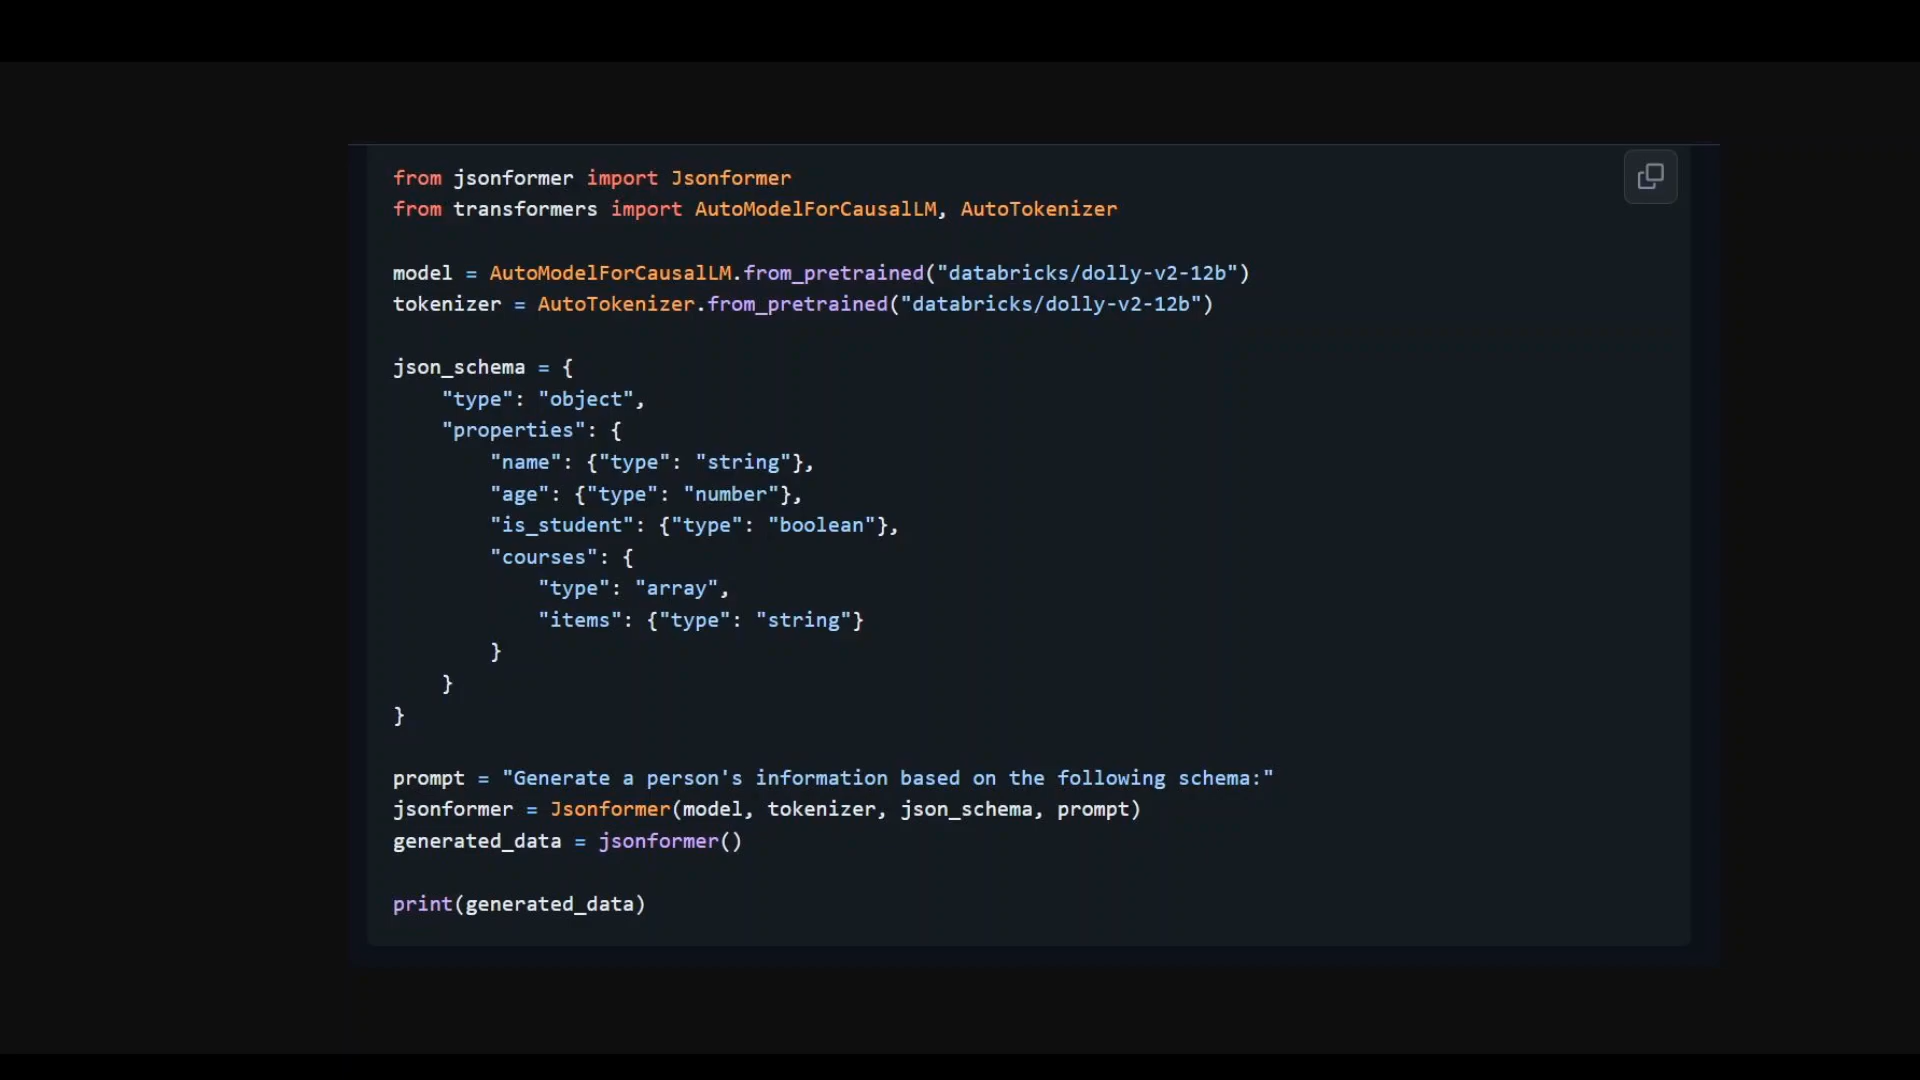 from jsonformer import Jsonformer
from transformers import AutoModelForCausalLM, AutoTokenizer

model = AutoModelForCausalLM.from_pretrained("databricks/dolly-v2-12b")
tokenizer = AutoTokenizer.from_pretrained("databricks/dolly-v2-12b")

json_schema = {
    "type": "object",
    "properties": {
        "name": {"type": "string"},
        "age": {"type": "number"},
        "is_student": {"type": "boolean"},
        "courses": {
            "type": "array",
            "items": {"type": "string"}
        }
    }
}

prompt = "Generate a person's information based on the following schema:"
jsonformer = Jsonformer(model, tokenizer, json_schema, prompt)
generated_data = jsonformer()

print(generated_data)